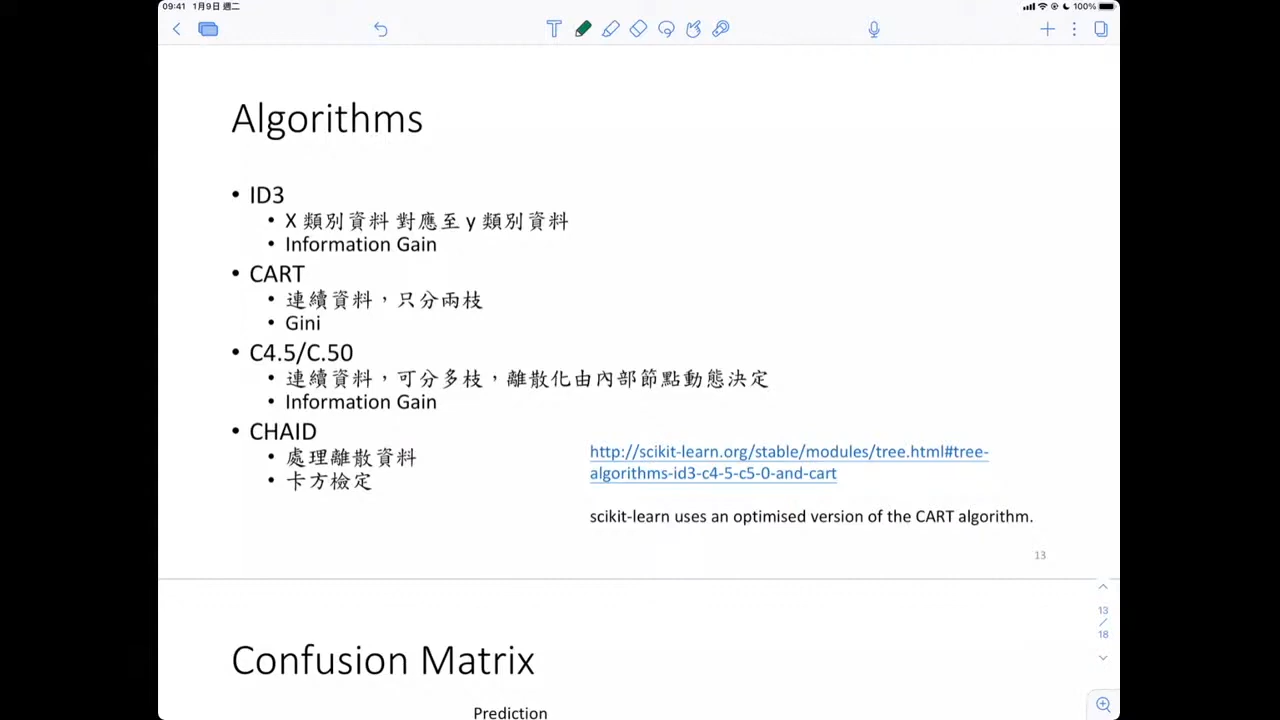 09:41 1月9日 週二
100%
Algorithms
• ID3
• X 類別資料 對應至 y 類別資料
• Information Gain
• CART
• 連續資料，只分兩枝
• Gini
• C4.5/C.50
• 連續資料，可分多枝，離散化由內部節點動態決定
• Information Gain
• CHAID
• 處理離散資料
• 卡方檢定
http://scikit-learn.org/stable/modules/tree.html#tree-
algorithms-id3-c4-5-c5-0-and-cart
scikit-learn uses an optimised version of the CART algorithm.
13
13
/
18
Confusion Matrix
Prediction